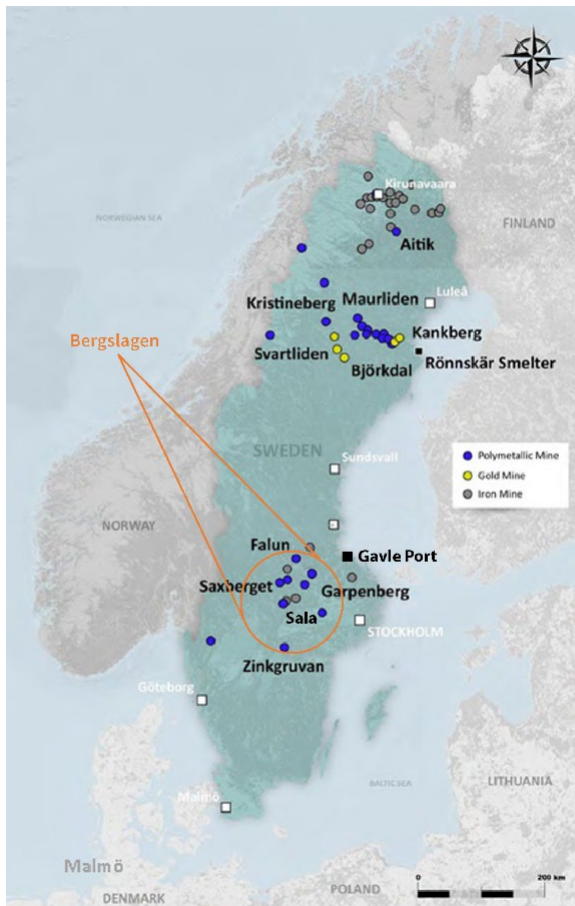 Kirunavaara
NORWEGIAN SEA
FINLAND
Aitik
Luleå
Maurliden
Kristineberg
Kankberg
Bergslagen
Svartliden
Björkdal
Rönnskär Smelter
SWEDEN
Sundsvall
Polymetallic Mine
Gold Mine
Iron Mine
NORWAY
Falun
Gavle Port
Saxberget
Garpenberg
Sala
STOCKHOLM
Zinkgruvan
Göteborg
LITHUANIA
BALTIC SEA
Malmö
Malmö
POLAND
DENMARK
0
200 km